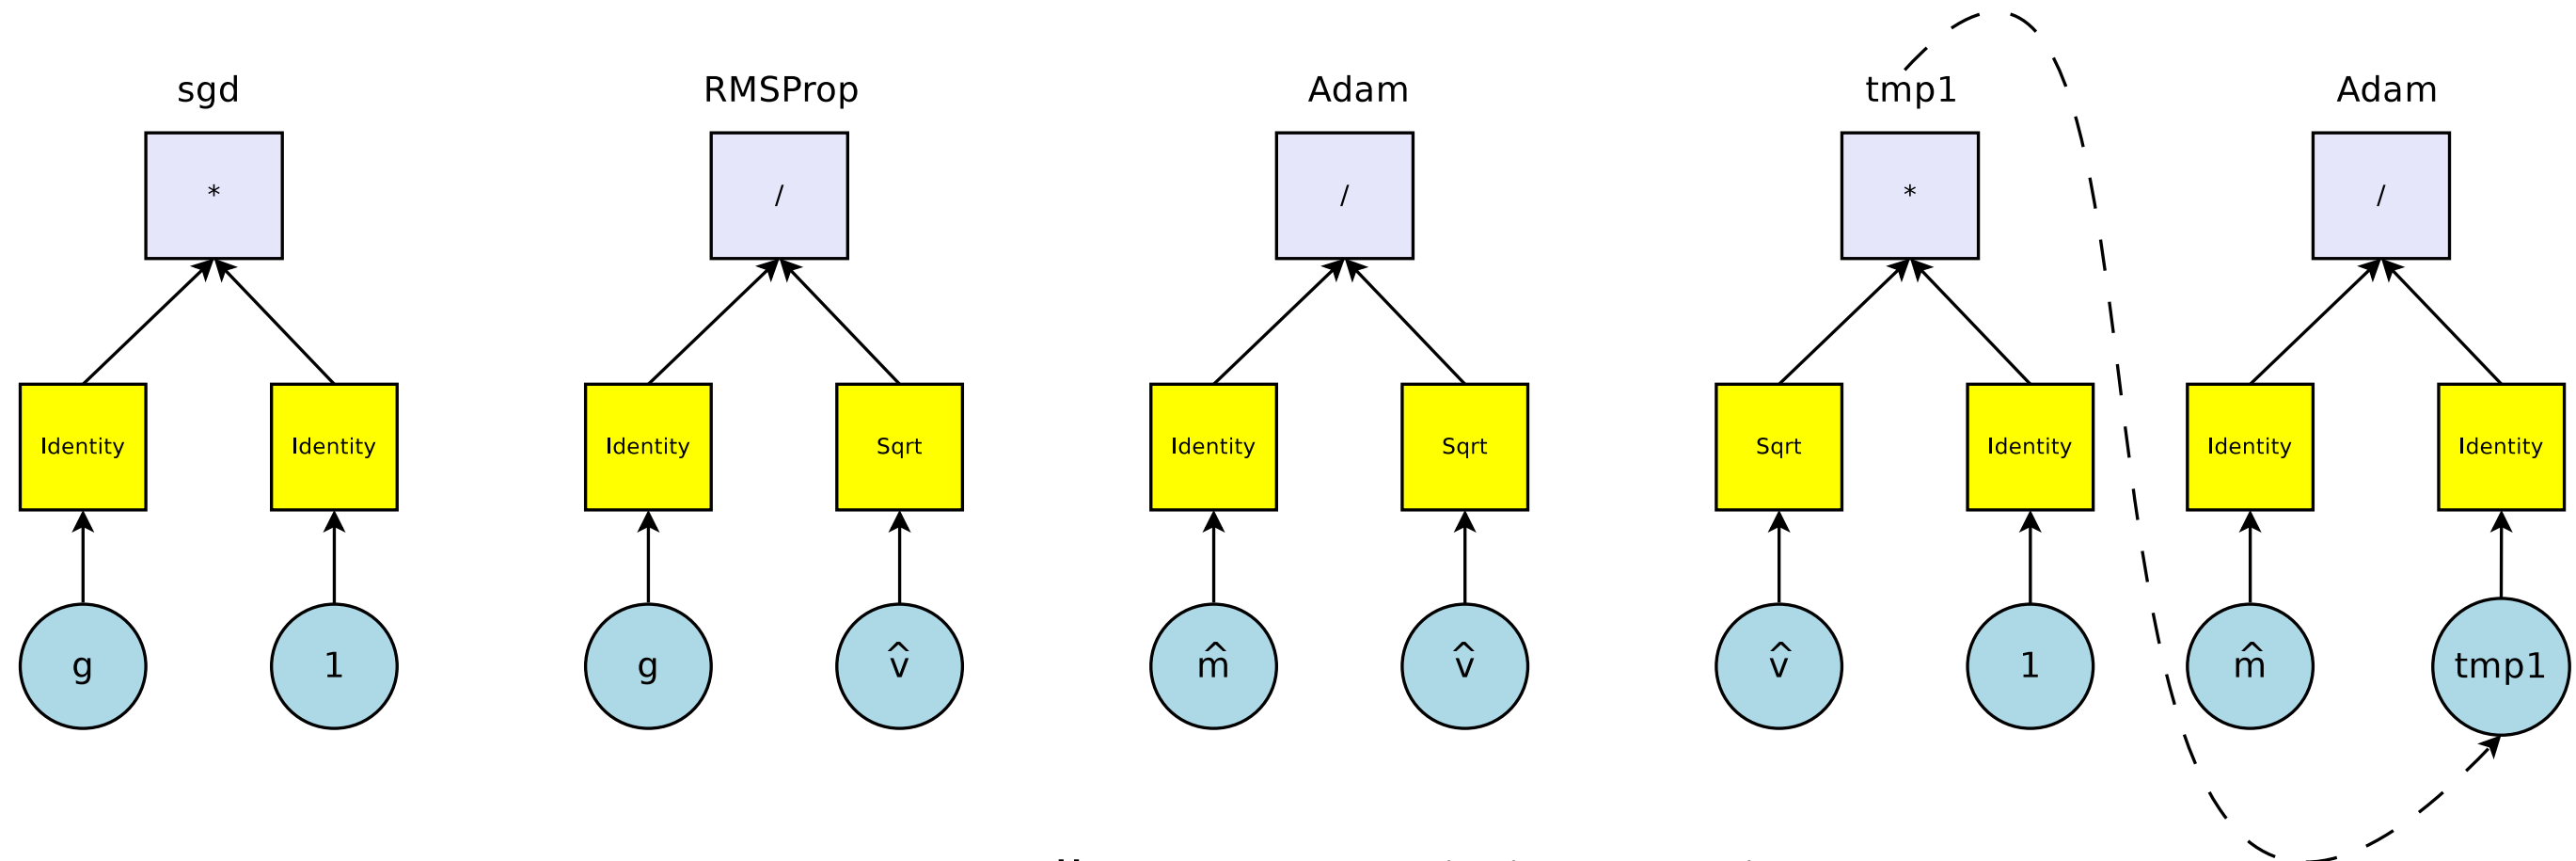 sgd RMSProp Adam tmp1 Adam
* / / * /
Identity Identity Identity Sqrt Identity Sqrt Sqrt Identity Identity Identity
g 1 g v̂ m̂ v̂ v̂ 1 m̂ tmp1